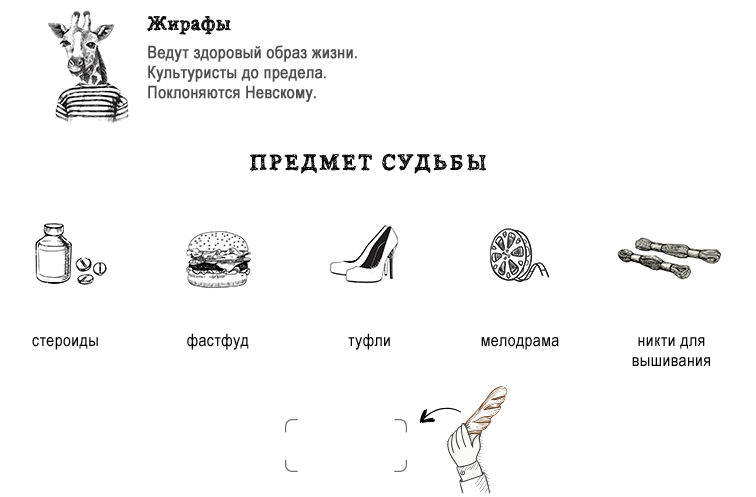 Жирафы
Ведут здоровый образ жизни.
Культуристы до предела.
Поклоняются Невскому.
ПРЕДМЕТ СУДЬБЫ
стероиды
фастфуд
туфли
мелодрама
никти для
вышивания